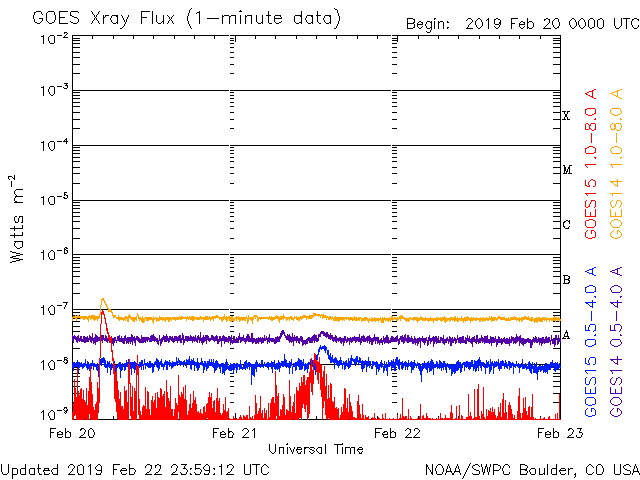 GOES Xray Flux (1-minute data)
Begin: 2019 Feb 20 0000 UTC
10⁻²
10⁻³
10⁻⁴
10⁻⁵
10⁻⁶
10⁻⁷
10⁻⁸
10⁻⁹
Watts m⁻²
X
M
C
B
A
GOES15 1.0-8.0 A
GOES14 1.0-8.0 A
GOES15 0.5-4.0 A
GOES14 0.5-4.0 A
Feb 20 Feb 21 Feb 22 Feb 23
Universal Time
Updated 2019 Feb 22 23:59:12 UTC
NOAA/SWPC Boulder, CO USA